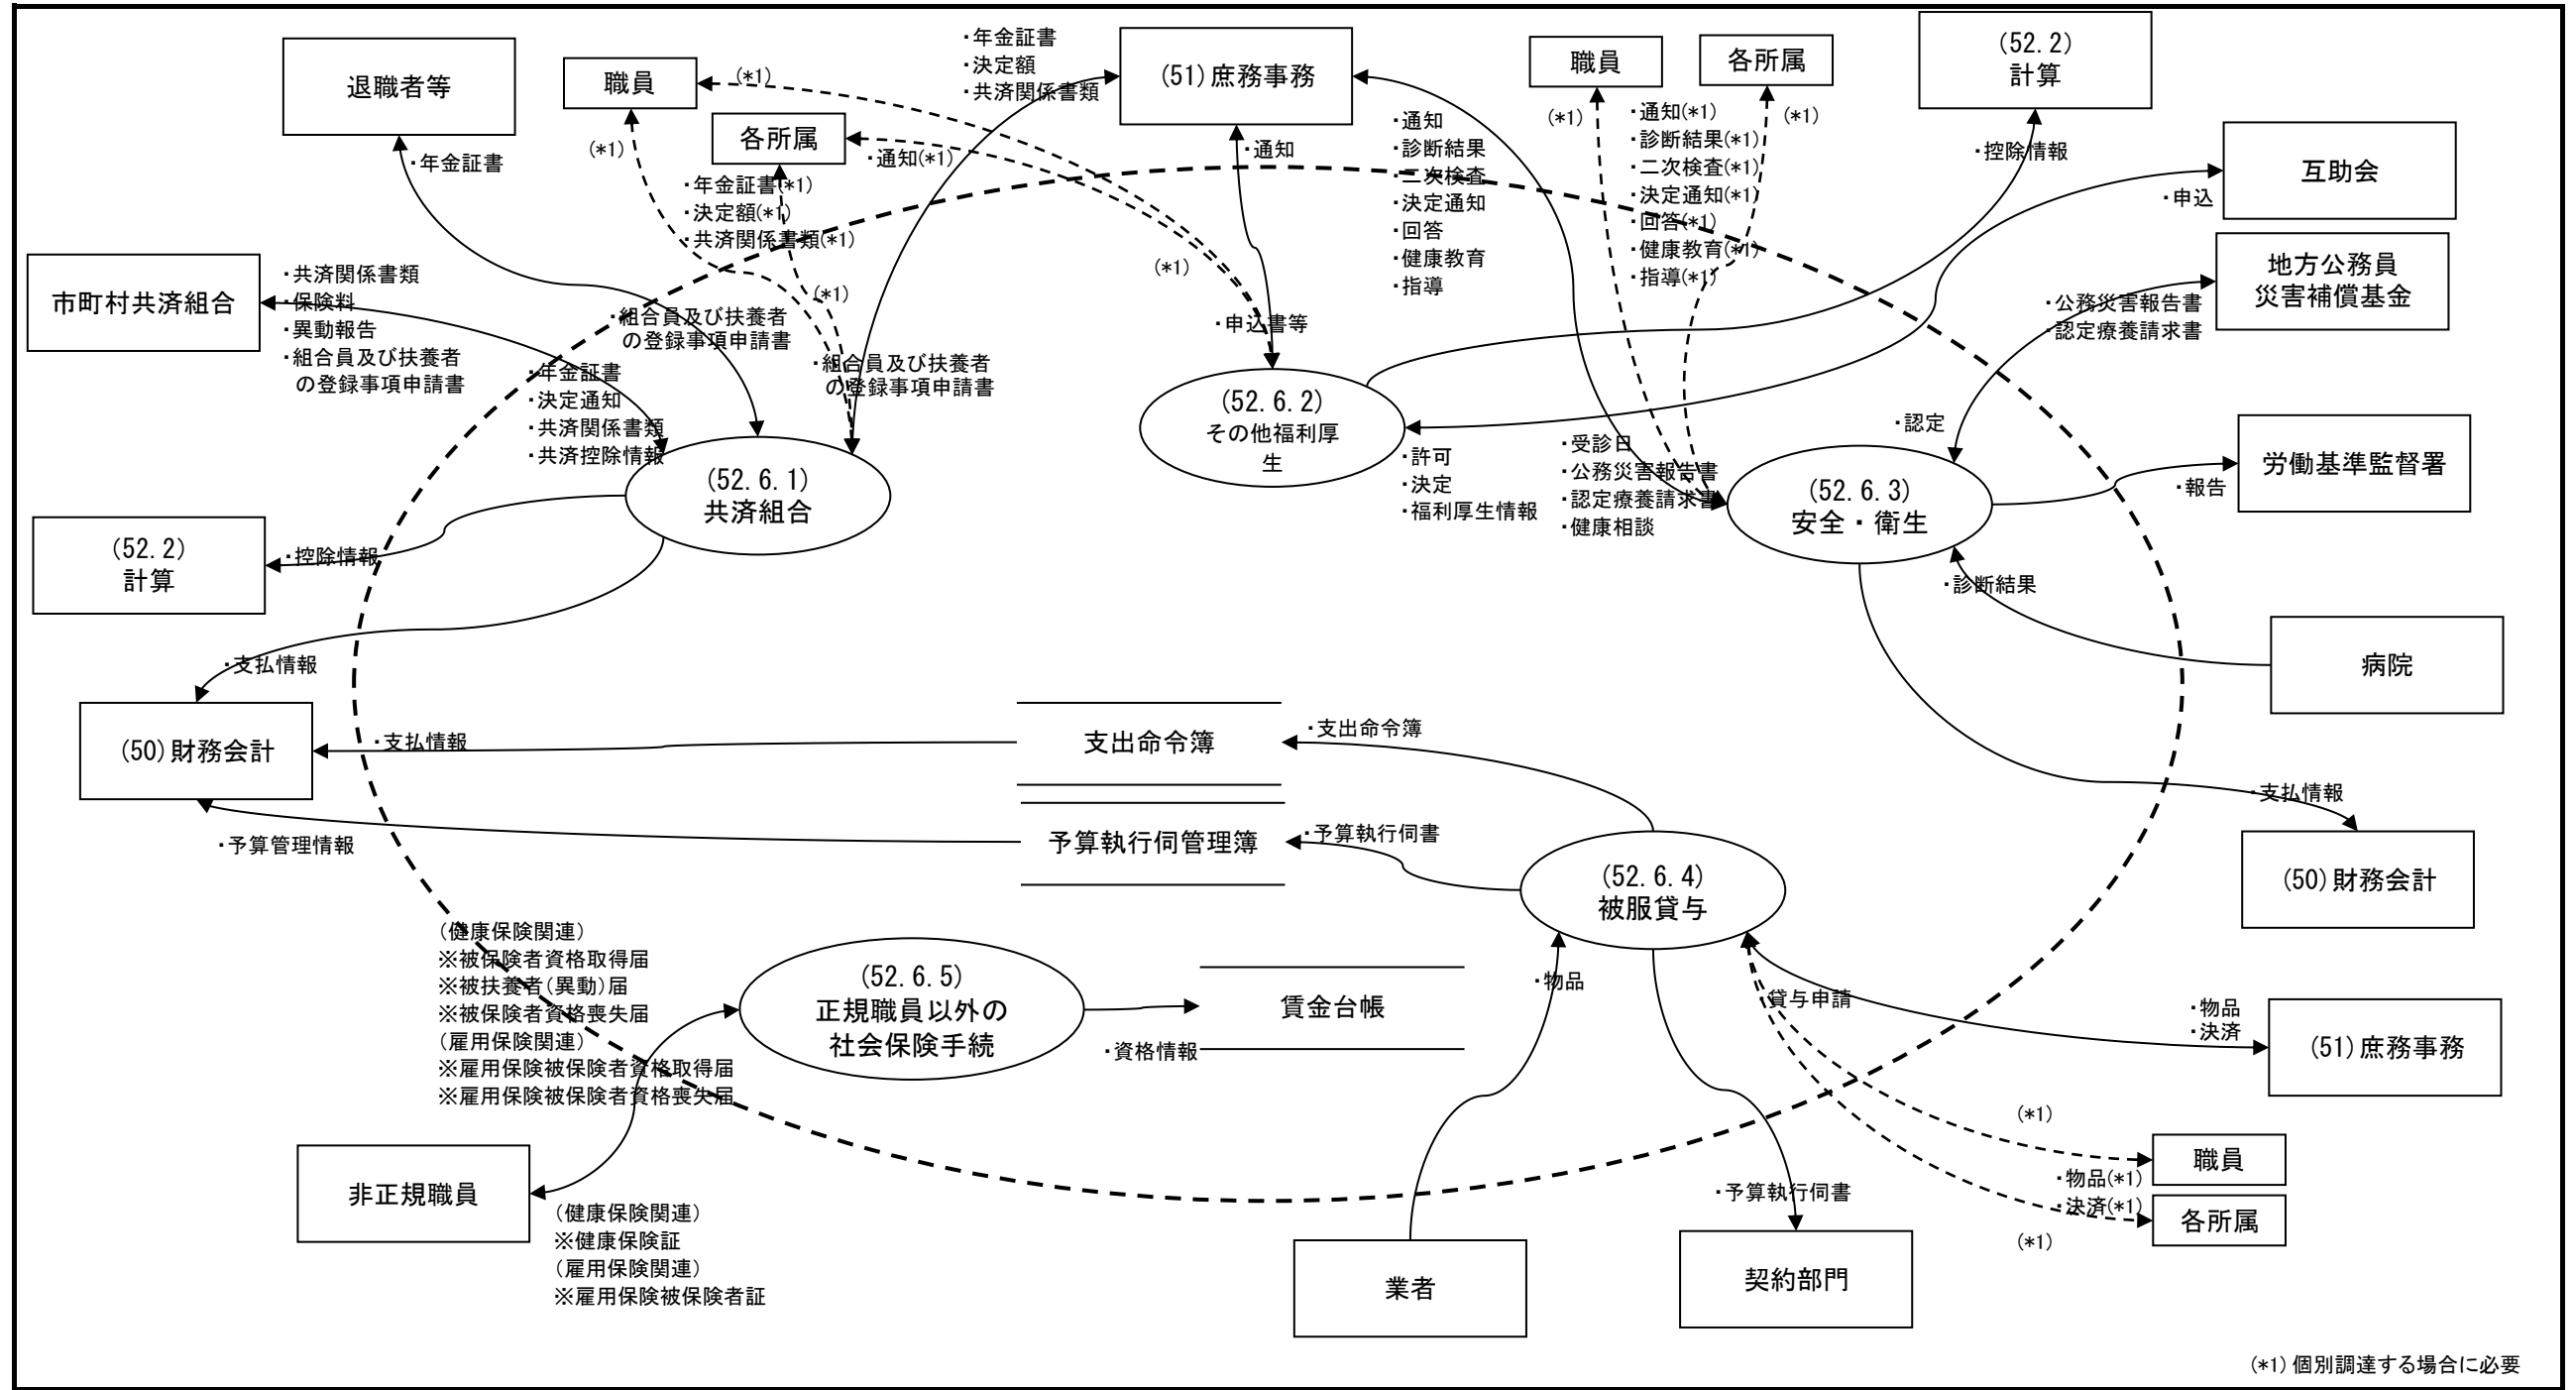 退職者等
職員
(*1)
(*1)
各所属
・通知(*1)
・年金証書
・年金証書(*1)
・決定額(*1)
・共済関係書類(*1)
(*1)
・年金証書
・決定額
・共済関係書類
(51)庶務事務
・通知
(*1)
・申込書等
・通知
・診断結果
・二次検査
・決定通知
・回答
・健康教育
・指導
職員
(*1)
各所属
(*1)
・通知(*1)
・診断結果(*1)
・二次検査(*1)
・決定通知(*1)
・回答(*1)
・健康教育(*1)
・指導(*1)
(52.2)
計算
・控除情報
互助会
・申込
地方公務員
災害補償基金
・公務災害報告書
・認定療養請求書
・認定
市町村共済組合
・共済関係書類
・保険料
・異動報告
・組合員及び扶養者
の登録事項申請書
・組合員及び扶養者
の登録事項申請書
・組合員及び扶養者
の登録事項申請書
・年金証書
・決定通知
・共済関係書類
・共済控除情報
(52.6.1)
共済組合
(52.6.2)
その他福利厚
生
・許可
・決定
・福利厚生情報
・受診日
・公務災害報告書
・認定療養請求書
・健康相談
(52.6.3)
安全・衛生
労働基準監督署
・報告
・診断結果
病院
(52.2)
計算
・控除情報
・支払情報
(50)財務会計
・支払情報
・予算管理情報
支出命令簿
・支出命令簿
予算執行伺管理簿
・予算執行伺書
(52.6.4)
被服貸与
・支払情報
(50)財務会計
(健康保険関連)
※被保険者資格取得届
※被扶養者(異動)届
※被保険者資格喪失届
(雇用保険関連)
※雇用保険被保険者資格取得届
※雇用保険被保険者資格喪失届
(52.6.5)
正規職員以外の
社会保険手続
・資格情報
賃金台帳
・物品
貸与申請
・物品
・決済
(51)庶務事務
(*1)
職員
・物品(*1)
・決済(*1)
各所属
(*1)
非正規職員
(健康保険関連)
※健康保険証
(雇用保険関連)
※雇用保険被保険者証
業者
・予算執行伺書
契約部門
(*1)個別調達する場合に必要